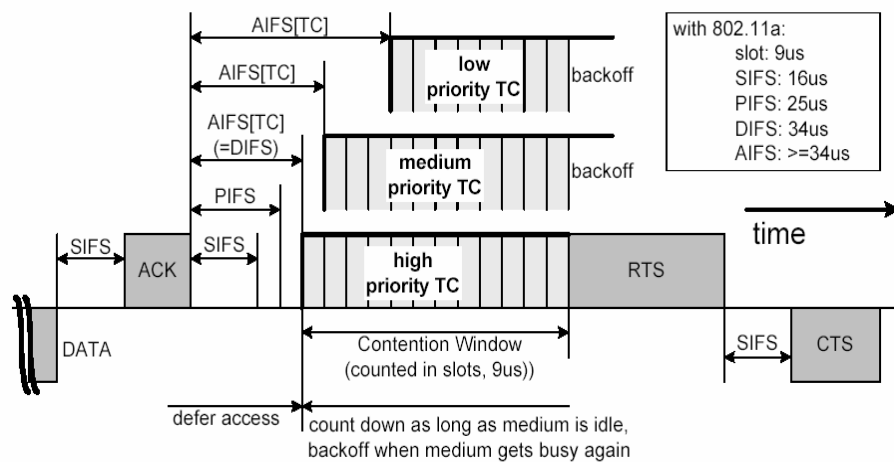 AIFS[TC]
with 802.11a:
slot: 9us
SIFS: 16us
PIFS: 25us
DIFS: 34us
AIFS: >=34us
low
priority TC
backoff
AIFS[TC]
AIFS[TC]
(=DIFS)
medium
priority TC
backoff
PIFS
time
SIFS
ACK
SIFS
high
priority TC
RTS
DATA
Contention Window
(counted in slots, 9us))
SIFS
CTS
defer access
count down as long as medium is idle,
backoff when medium gets busy again